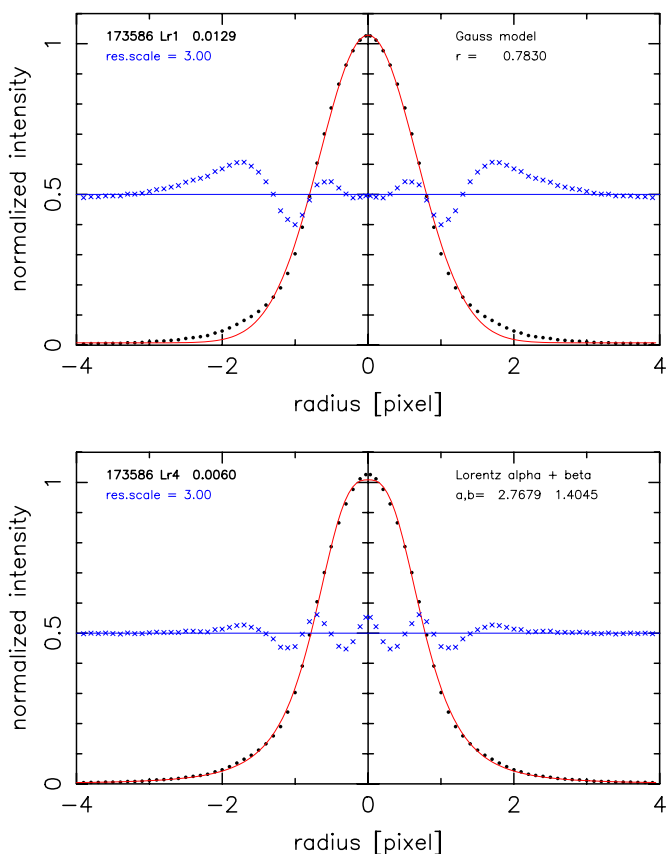 173586 Lr1 0.0129
res.scale = 3.00
Gauss model
r = 0.7830
normalized intensity
1
0.5
0
−4 −2 0 2 4
radius [pixel]
173586 Lr4 0.0060
res.scale = 3.00
Lorentz alpha + beta
a,b= 2.7679 1.4045
normalized intensity
1
0.5
0
−4 −2 0 2 4
radius [pixel]